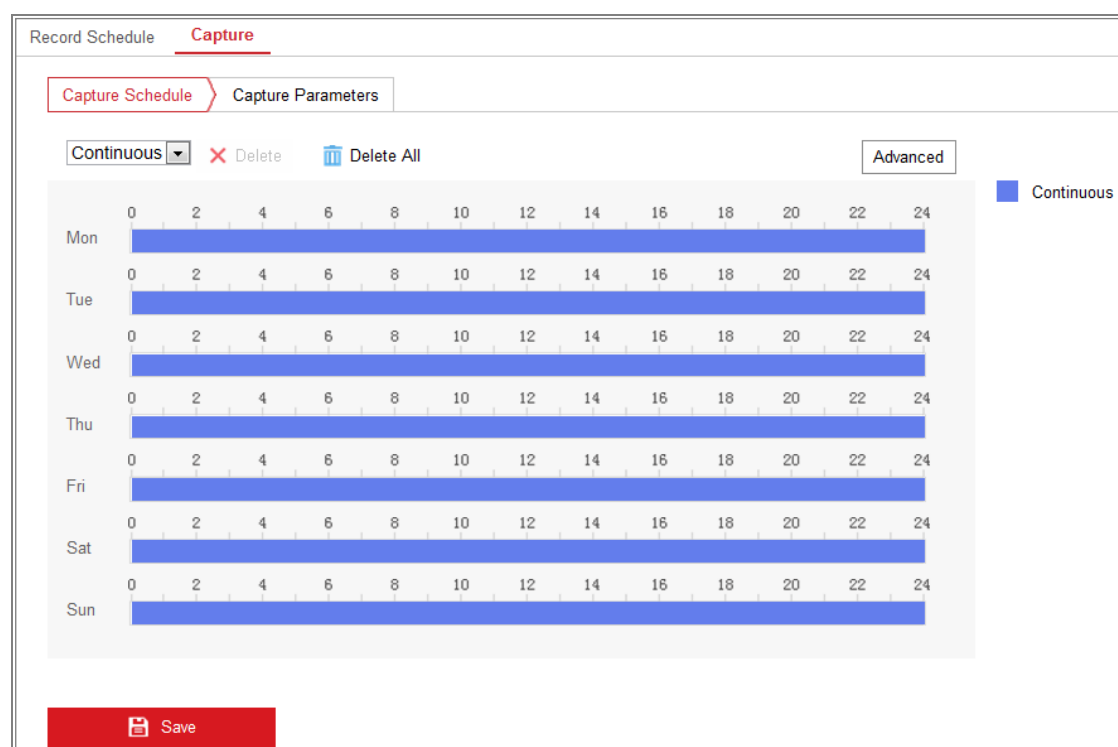 Record Schedule Capture
Capture Schedule Capture Parameters
Continuous Delete Delete All Advanced
Continuous
0 2 4 6 8 10 12 14 16 18 20 22 24
Mon
0 2 4 6 8 10 12 14 16 18 20 22 24
Tue
0 2 4 6 8 10 12 14 16 18 20 22 24
Wed
0 2 4 6 8 10 12 14 16 18 20 22 24
Thu
0 2 4 6 8 10 12 14 16 18 20 22 24
Fri
0 2 4 6 8 10 12 14 16 18 20 22 24
Sat
0 2 4 6 8 10 12 14 16 18 20 22 24
Sun
Save